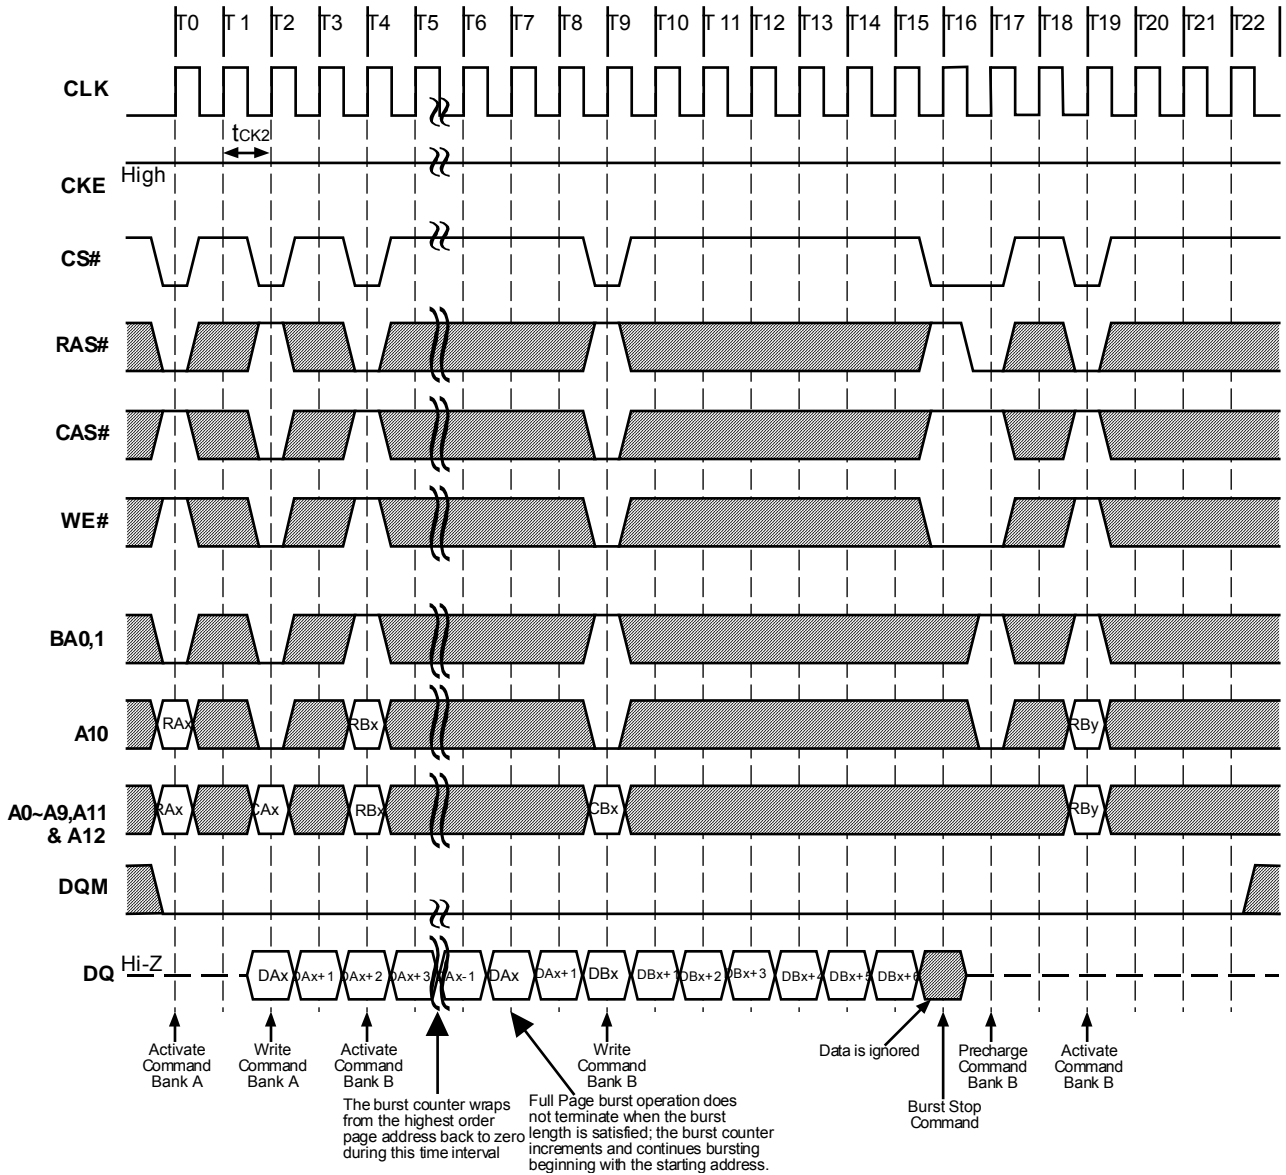 T0 T 1 T2 T3 T4 T5 T6 T7 T8 T9 T10 T 11 T12 T13 T14 T15 T16 T17 T18 T19 T20 T21 T22
CLK
tCK2
High
CKE
CS#
RAS#
CAS#
WE#
BA0,1
RAx RBx RBy
A10
RAx CAx RBx CBx RBy
A0~A9,A11
& A12
DQM
Hi-Z
DQ
DAx DAx+1 DAx+2 DAx+3 DAx-1 DAx DAx+1 DBx DBx+1 DBx+2 DBx+3 DBx+4 DBx+5 DBx+6
Activate
Command
Bank A
Write
Command
Bank A
Activate
Command
Bank B
The burst counter wraps
from the highest order
page address back to zero
during this time interval
Full Page burst operation does
not terminate when the burst
length is satisfied; the burst counter
increments and continues bursting
beginning with the starting address.
Write
Command
Bank B
Data is ignored
Burst Stop
Command
Precharge
Command
Bank B
Activate
Command
Bank B